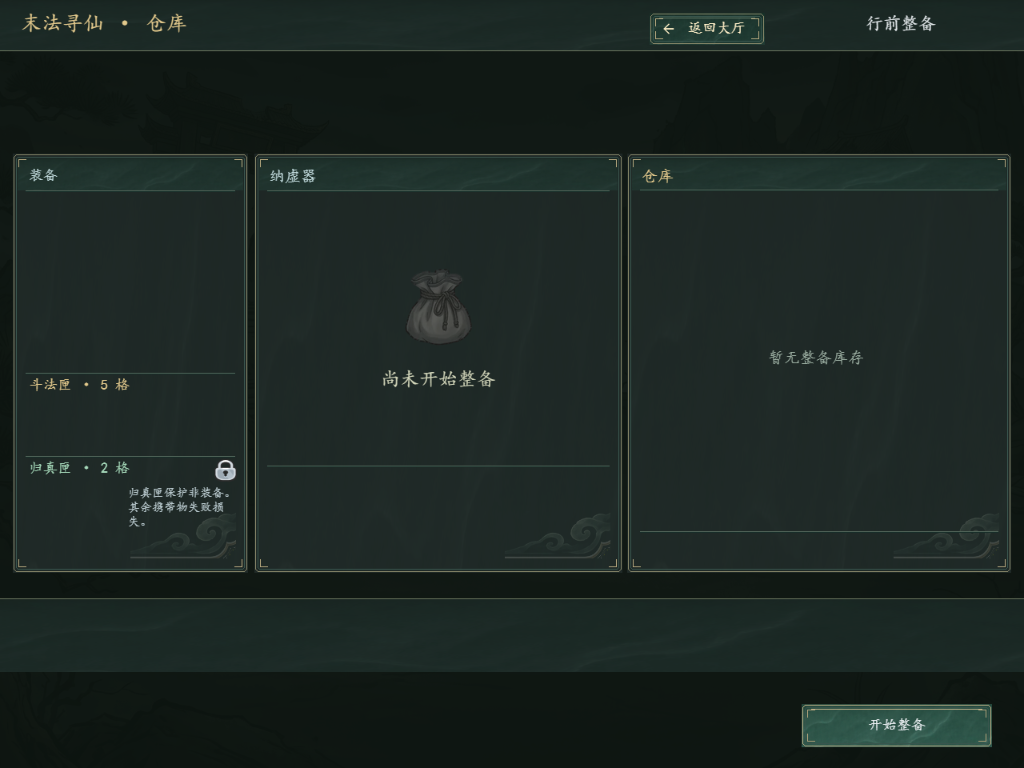 末法寻仙 • 仓库
← 返回大厅
行前整备
装备
纳虚器
仓库
尚未开始整备
暂无整备库存
斗法匣 • 5 格
归真匣 • 2 格
归真匣保护非装备。
其余携带物失败损
失。
开始整备